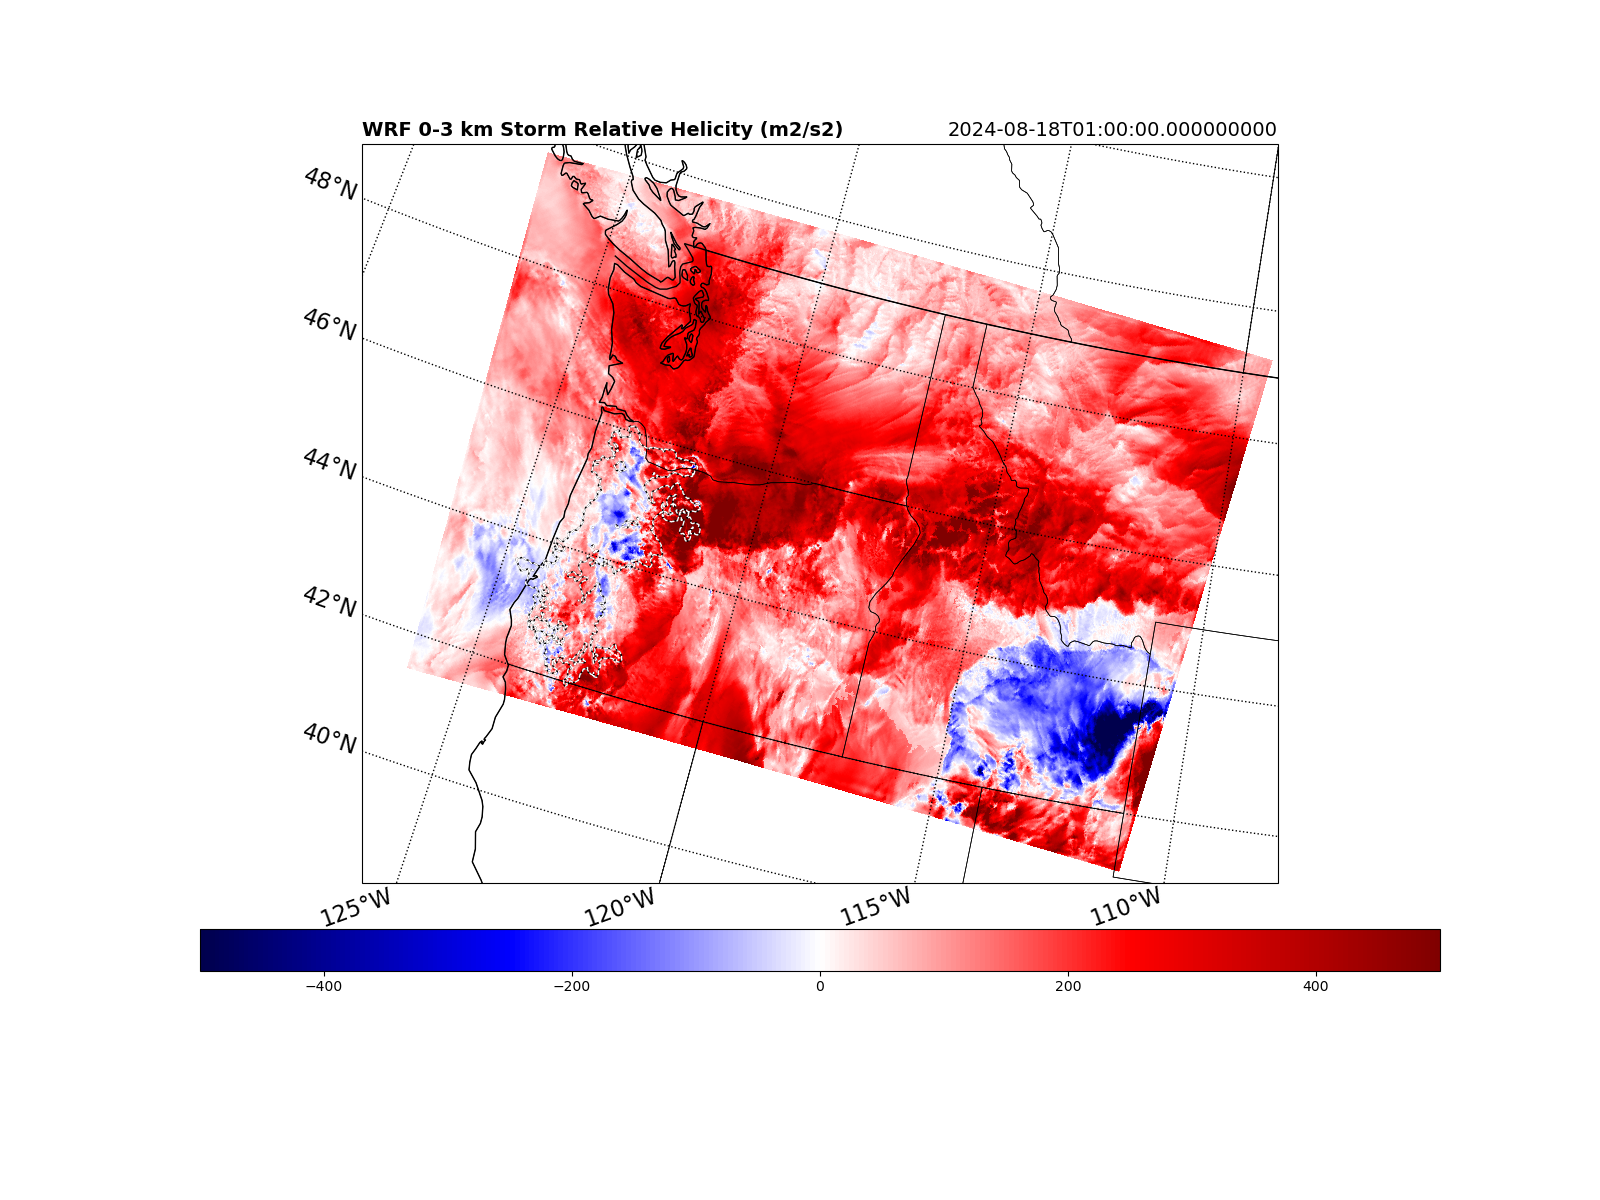 WRF 0-3 km Storm Relative Helicity (m2/s2) 2024-08-18T01:00:00.000000000
48°N
46°N
44°N
42°N
40°N
125°W 120°W 115°W 110°W
−400 −200 0 200 400